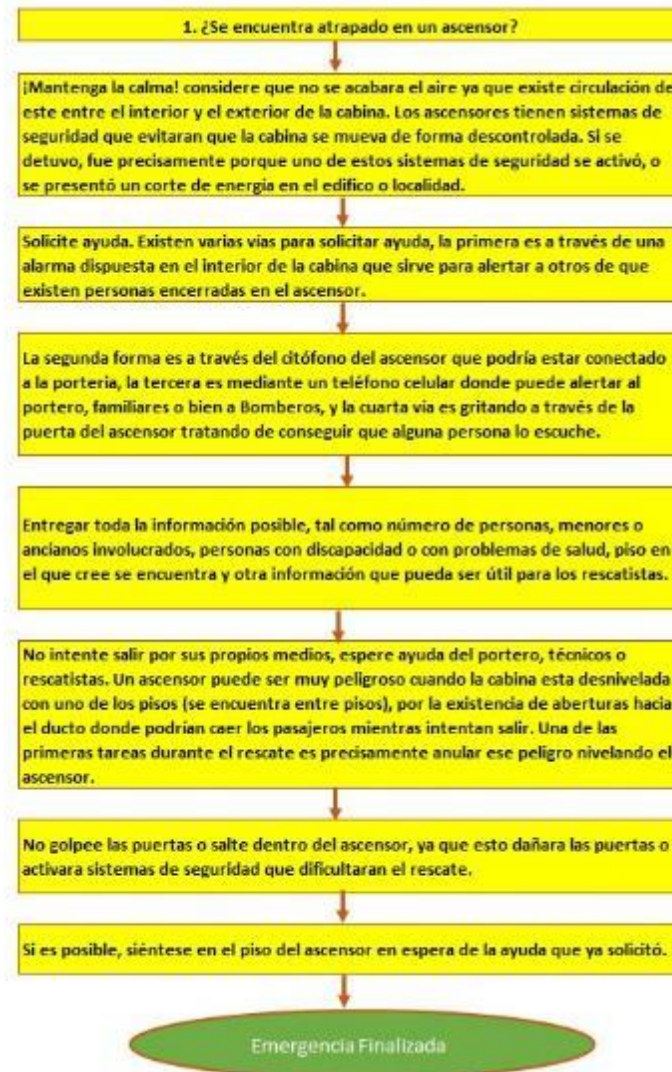 1. ¿Se encuentra atrapado en un ascensor?
¡Mantenga la calma! considere que no se acabara el aire ya que existe circulación de
este entre el interior y el exterior de la cabina. Los ascensores tienen sistemas de
seguridad que evitaran que la cabina se mueva de forma descontrolada. Si se
detuvo, fue precisamente porque uno de estos sistemas de seguridad se activó, o
se presentó un corte de energía en el edifico o localidad.
Solicite ayuda. Existen varias vías para solicitar ayuda, la primera es a través de una
alarma dispuesta en el interior de la cabina que sirve para alertar a otros de que
existen personas encerradas en el ascensor.
La segunda forma es a través del citófono del ascensor que podría estar conectado
a la portería, la tercera es mediante un teléfono celular donde puede alertar al
portero, familiares o bien a Bomberos, y la cuarta vía es gritando a través de la
puerta del ascensor tratando de conseguir que alguna persona lo escuche.
Entregar toda la información posible, tal como número de personas, menores o
ancianos involucrados, personas con discapacidad o con problemas de salud, piso en
el que cree se encuentra y otra información que pueda ser útil para los rescatistas.
No intente salir por sus propios medios, espere ayuda del portero, técnicos o
rescatistas. Un ascensor puede ser muy peligroso cuando la cabina esta desnivelada
con uno de los pisos (se encuentra entre pisos), por la existencia de aberturas hacia
el ducto donde podrían caer los pasajeros mientras intentan salir. Una de las
primeras tareas durante el rescate es precisamente anular ese peligro nivelando el
ascensor.
No golpee las puertas o salte dentro del ascensor, ya que esto dañara las puertas o
activara sistemas de seguridad que dificultaran el rescate.
Si es posible, siéntese en el piso del ascensor en espera de la ayuda que ya solicitó.
Emergencia Finalizada